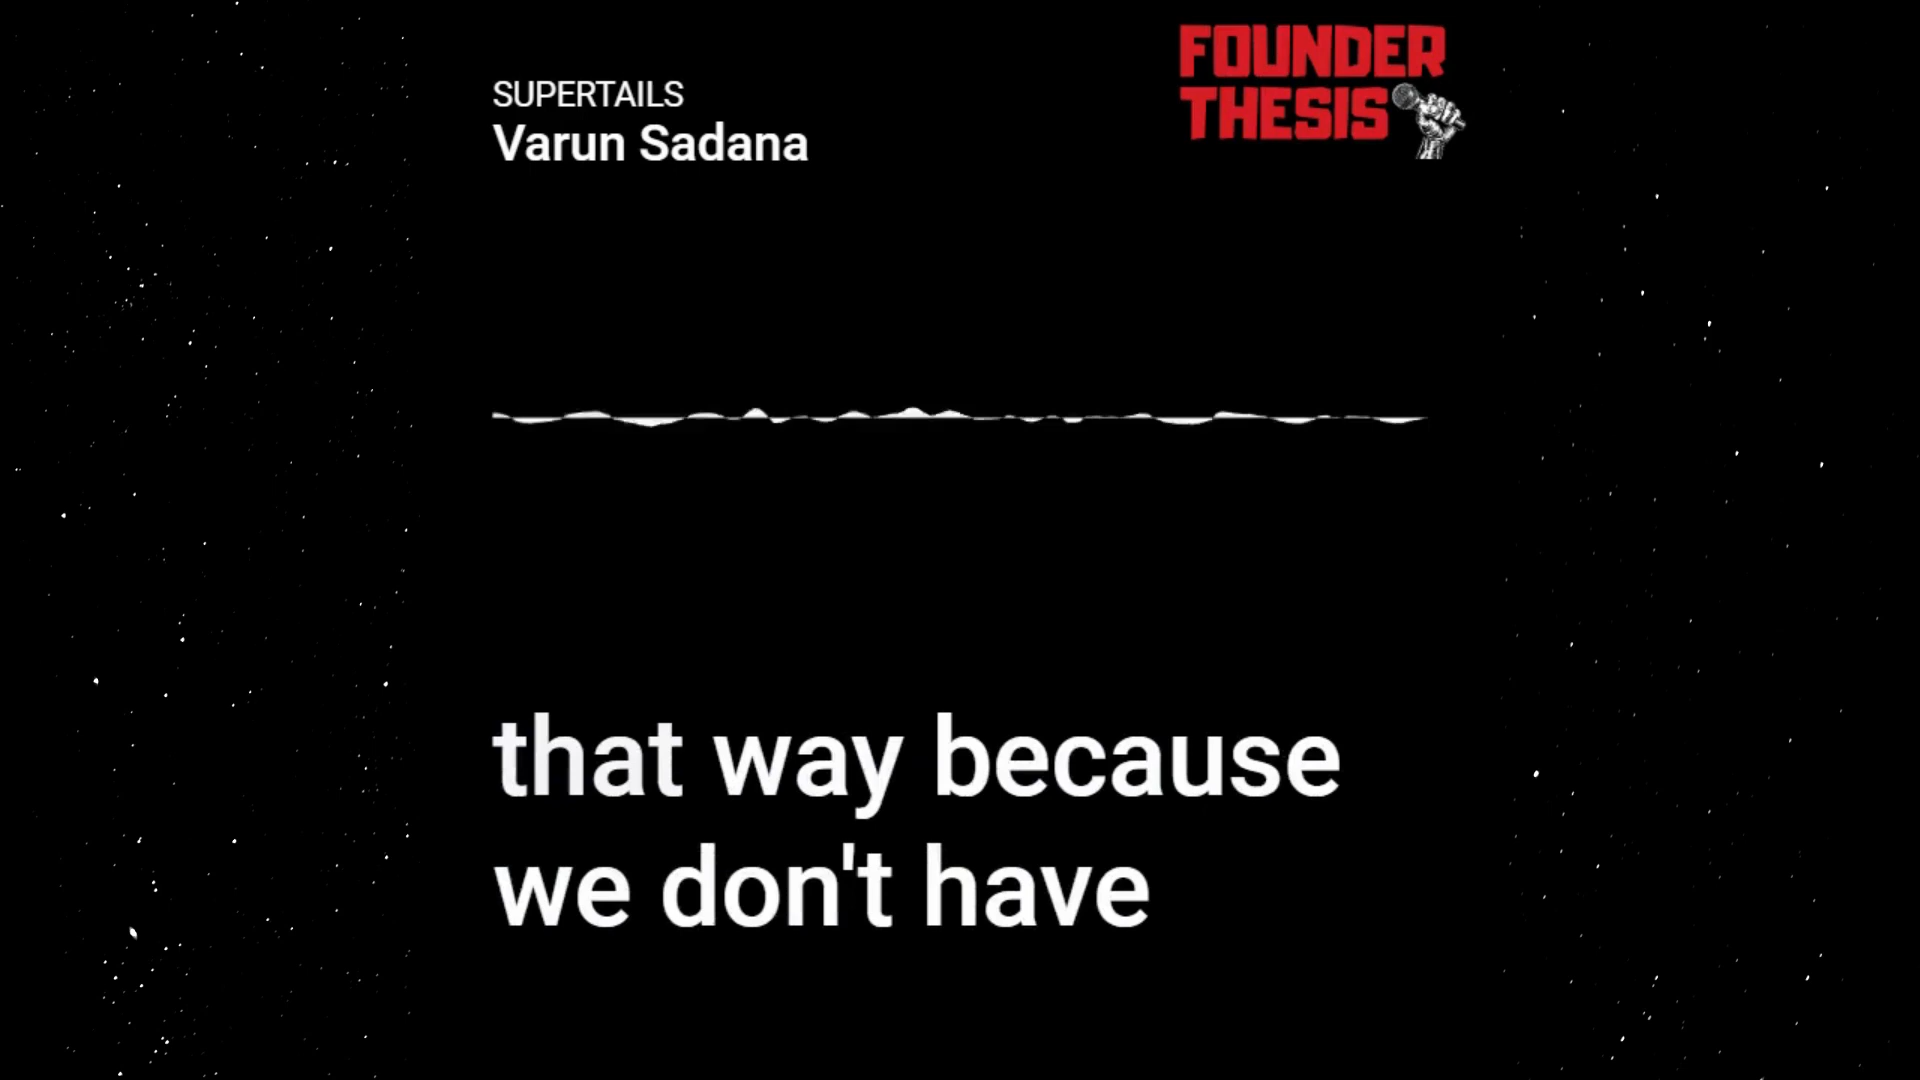 SUPERTAILS
Varun Sadana
FOUNDER
THESIS
that way because
we don't have